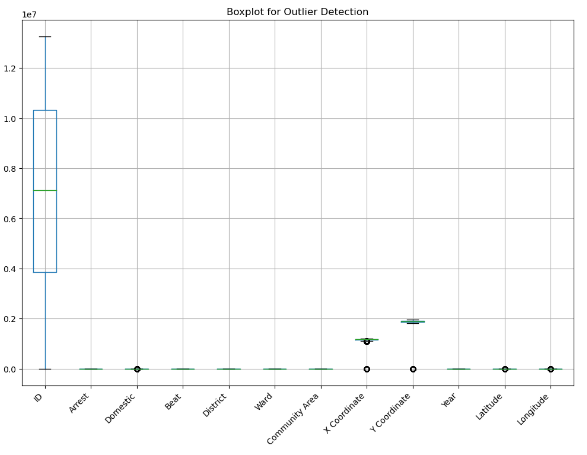 Boxplot for Outlier Detection
1e7
1.2
1.0
0.8
0.6
0.4
0.2
0.0
ID
Arrest
Domestic
Beat
District
Ward
Community Area
X Coordinate
Y Coordinate
Year
Latitude
Longitude